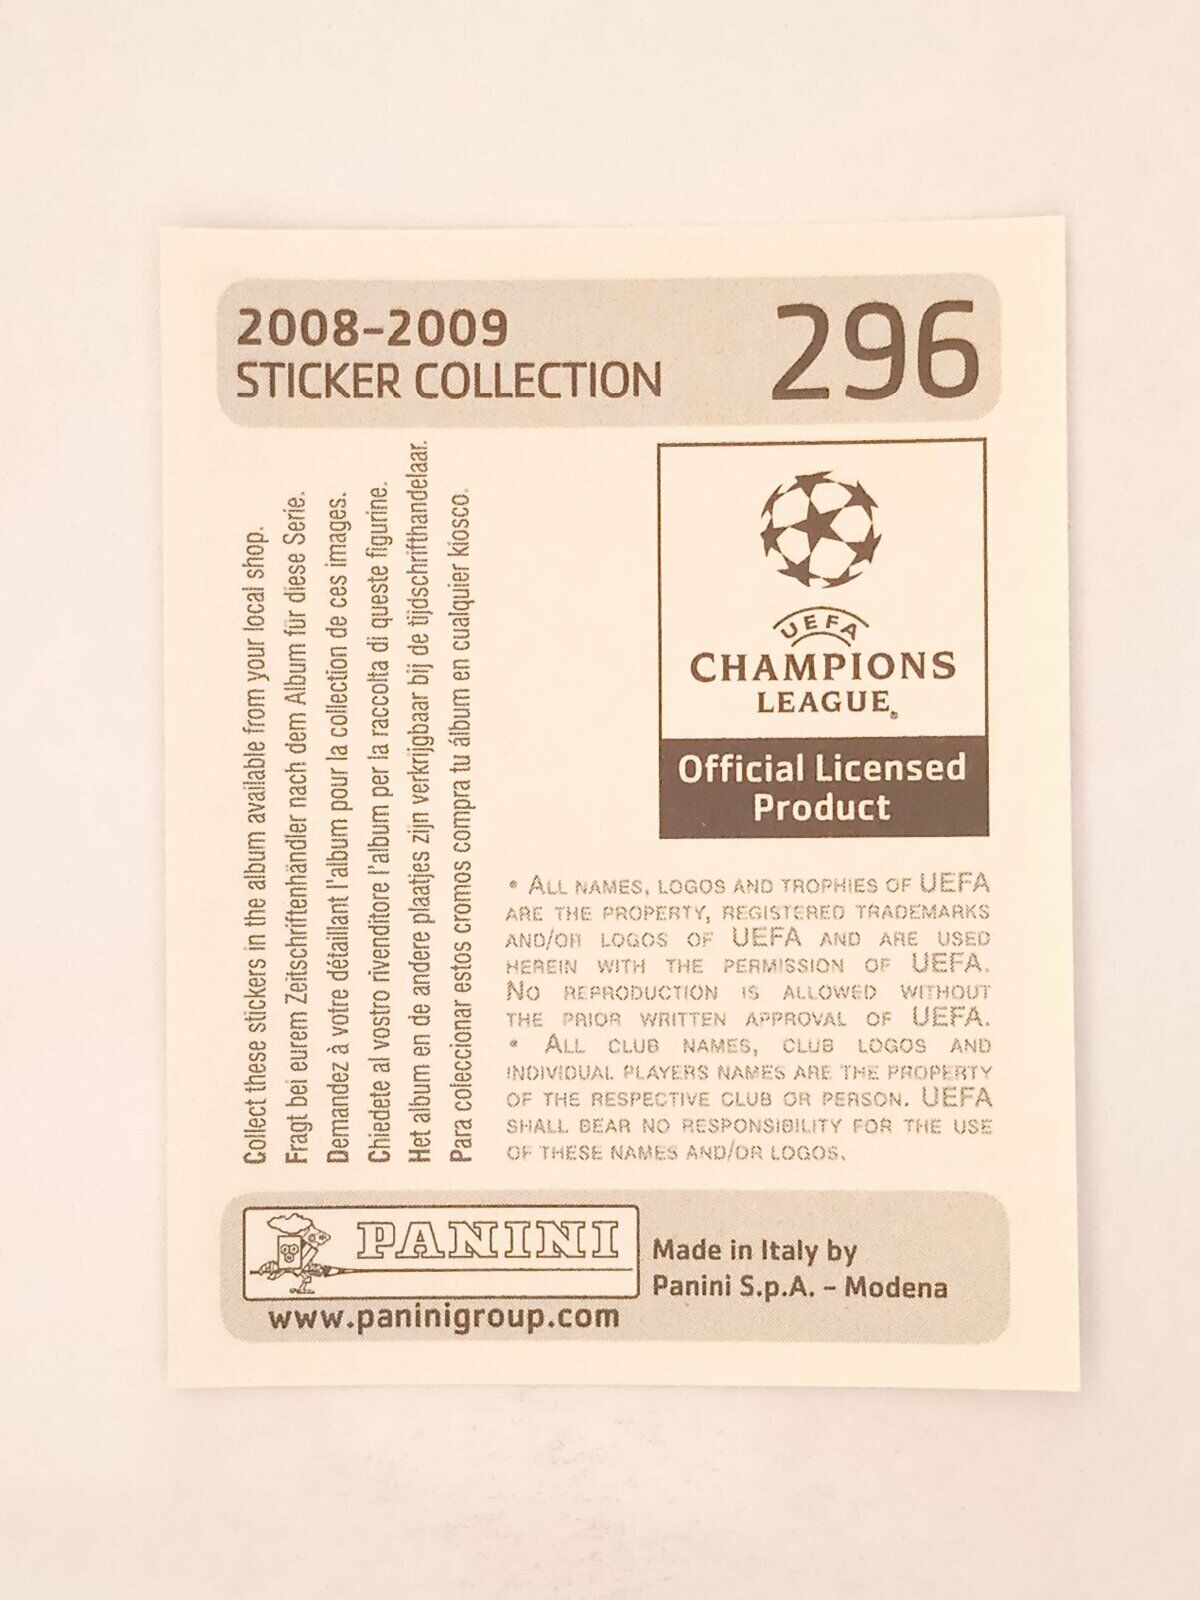 2008-2009
STICKER COLLECTION
296
Collect these stickers in the album available from your local shop.
Fragt bei eurem Zeitschriftenhändler nach dem Album für diese Serie.
Demandez à votre détaillant l'album pour la collection de ces images.
Chiedete al vostro rivenditore l'album per la raccolta di queste figurine.
Het album en de andere plaatjes zijn verkrijgbaar bij de tijdschrifthandelaar.
Para coleccionar estos cromos compra tu álbum en cualquier kiosco.
UEFA
CHAMPIONS
LEAGUE®
Official Licensed
Product
• ALL NAMES, LOGOS AND TROPHIES OF UEFA
ARE THE PROPERTY, REGISTERED TRADEMARKS
AND/OR LOGOS OF UEFA AND ARE USED
HEREIN WITH THE PERMISSION OF UEFA.
NO REPRODUCTION IS ALLOWED WITHOUT
THE PRIOR WRITTEN APPROVAL OF UEFA.
• ALL CLUB NAMES, CLUB LOGOS AND
INDIVIDUAL PLAYERS NAMES ARE THE PROPERTY
OF THE RESPECTIVE CLUB OR PERSON. UEFA
SHALL BEAR NO RESPONSIBILITY FOR THE USE
OF THESE NAMES AND/OR LOGOS.
PANINI
www.paninigroup.com
Made in Italy by
Panini S.p.A. - Modena